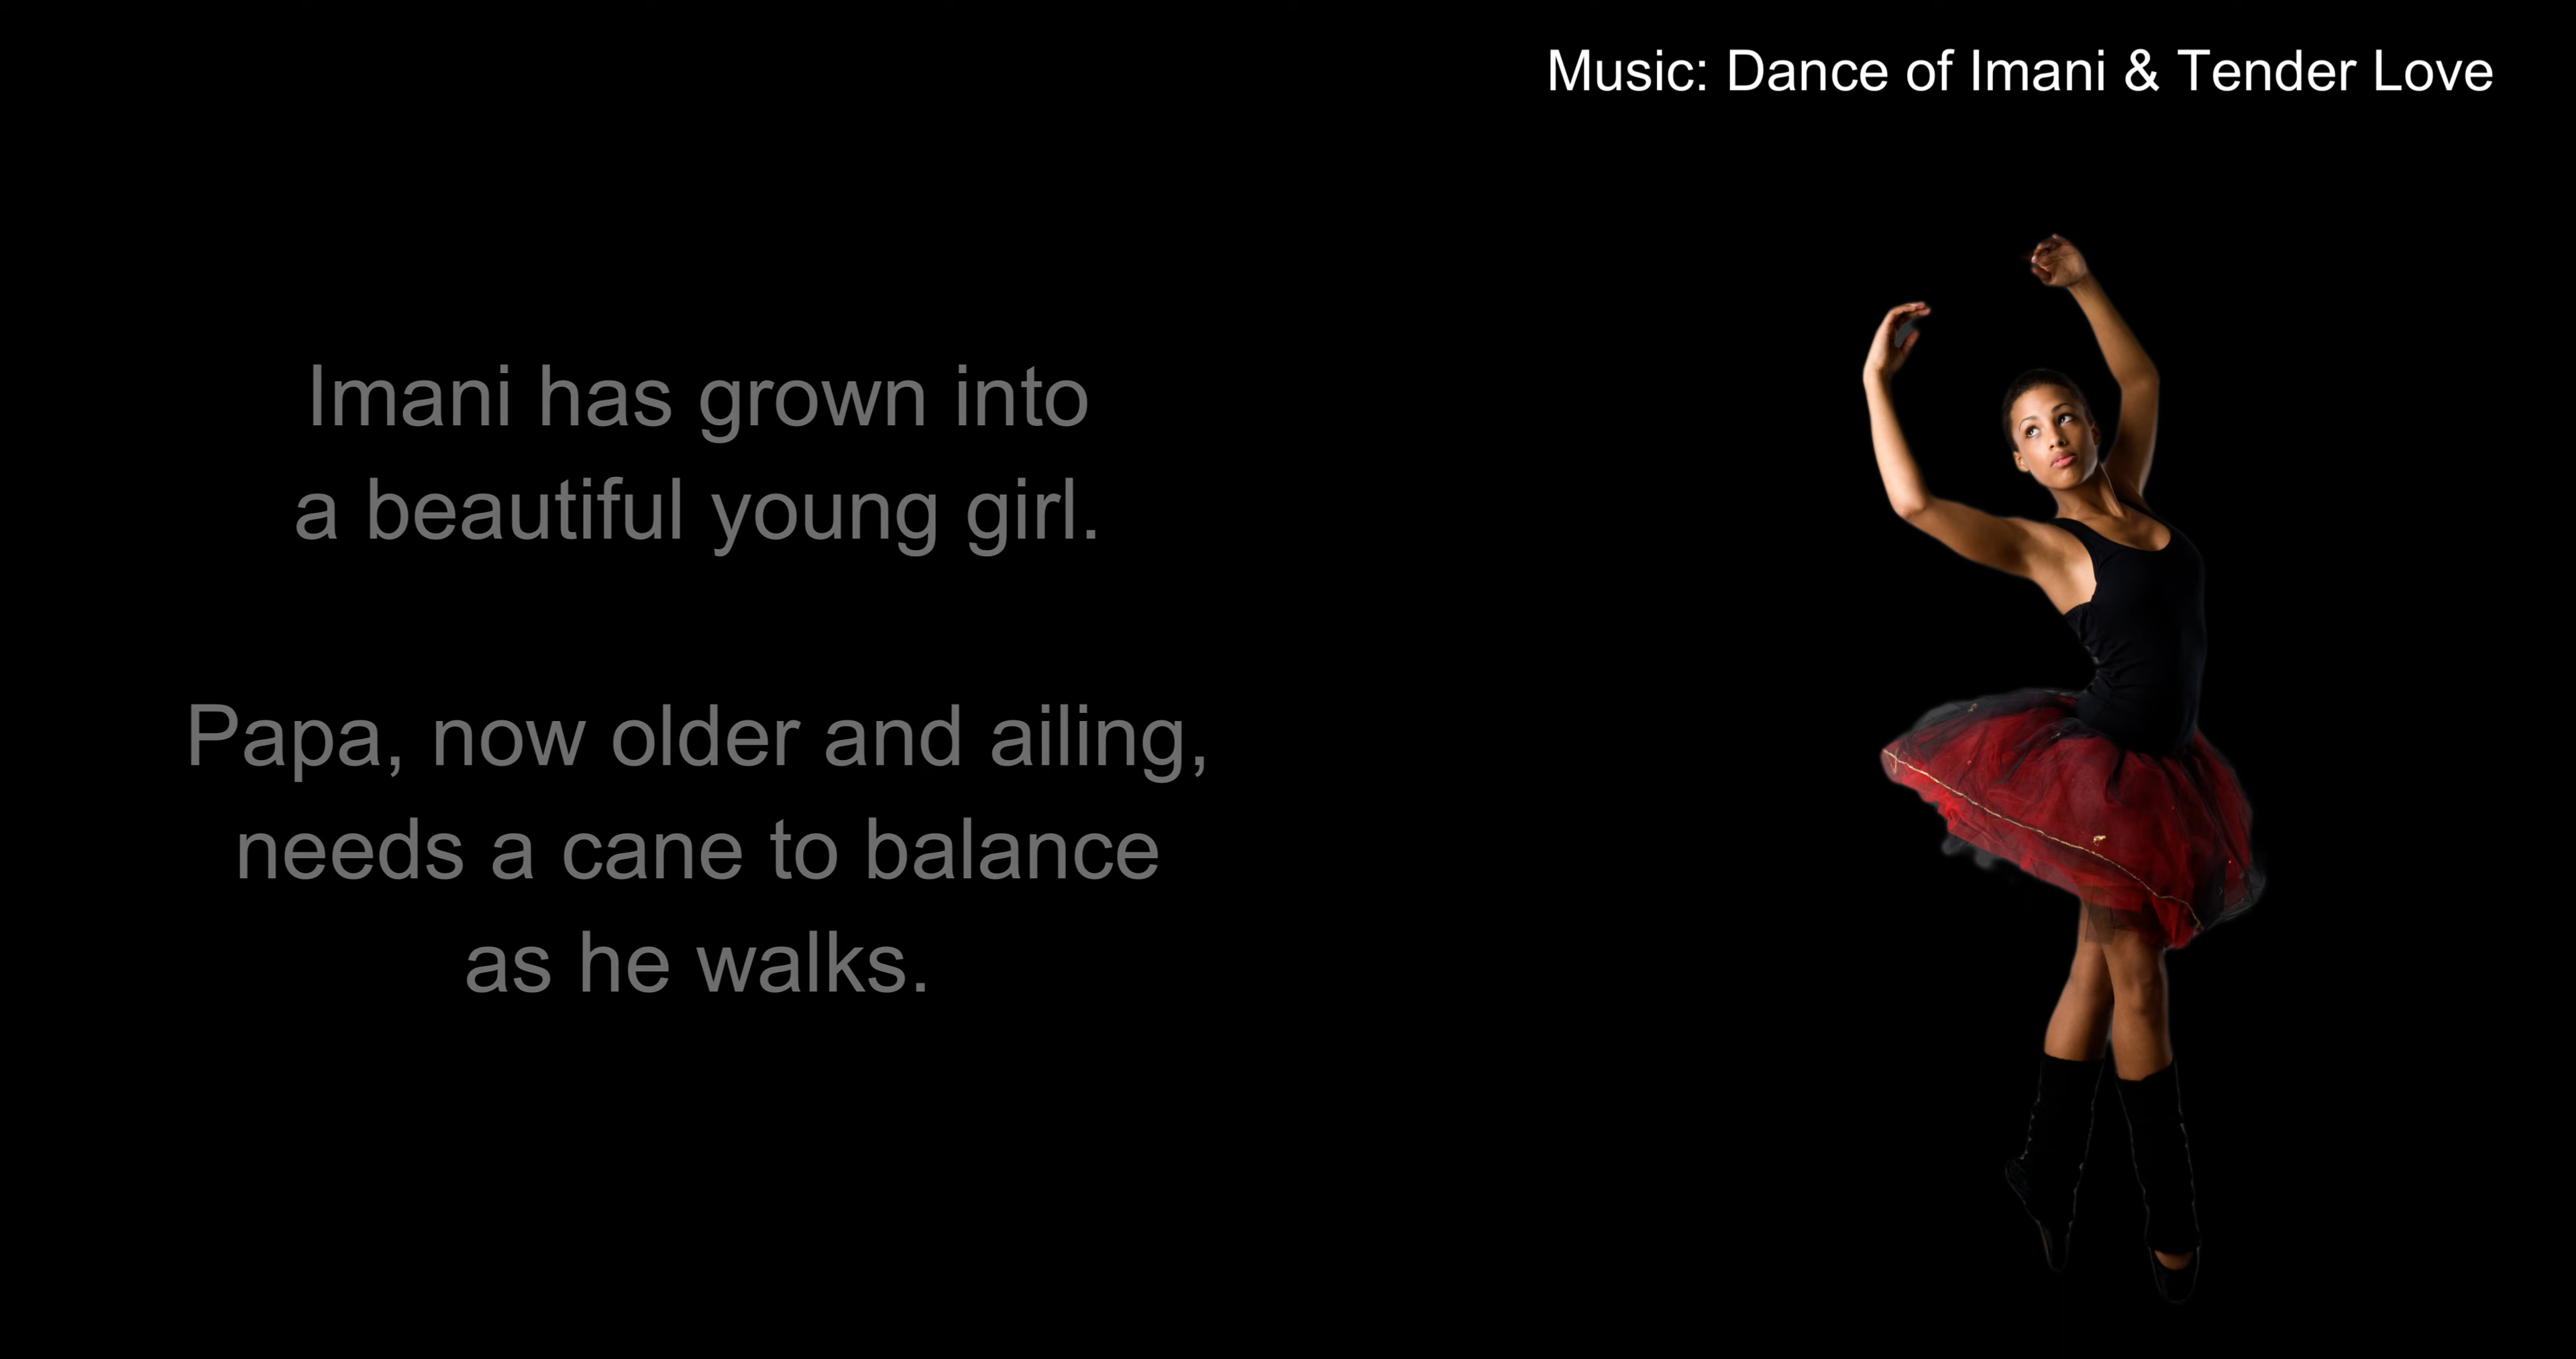 Music: Dance of Imani & Tender Love
Imani has grown into
a beautiful young girl.
Papa, now older and ailing,
needs a cane to balance
as he walks.